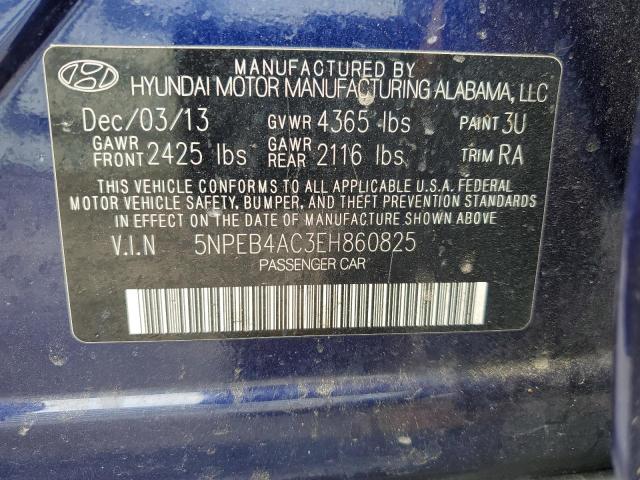 MANUFACTURED BY
HYUNDAI MOTOR MANUFACTURING ALABAMA, LLC
Dec/03/13 GVWR 4365 lbs PAINT 3U
GAWR FRONT 2425 lbs GAWR REAR 2116 lbs. TRIM RA
THIS VEHICLE CONFORMS TO ALL APPLICABLE U.S.A. FEDERAL
MOTOR VEHICLE SAFETY, BUMPER, AND THEFT PREVENTION STANDARDS
IN EFFECT ON THE DATE OF MANUFACTURE SHOWN ABOVE
V.I.N 5NPEB4AC3EH860825
PASSENGER CAR